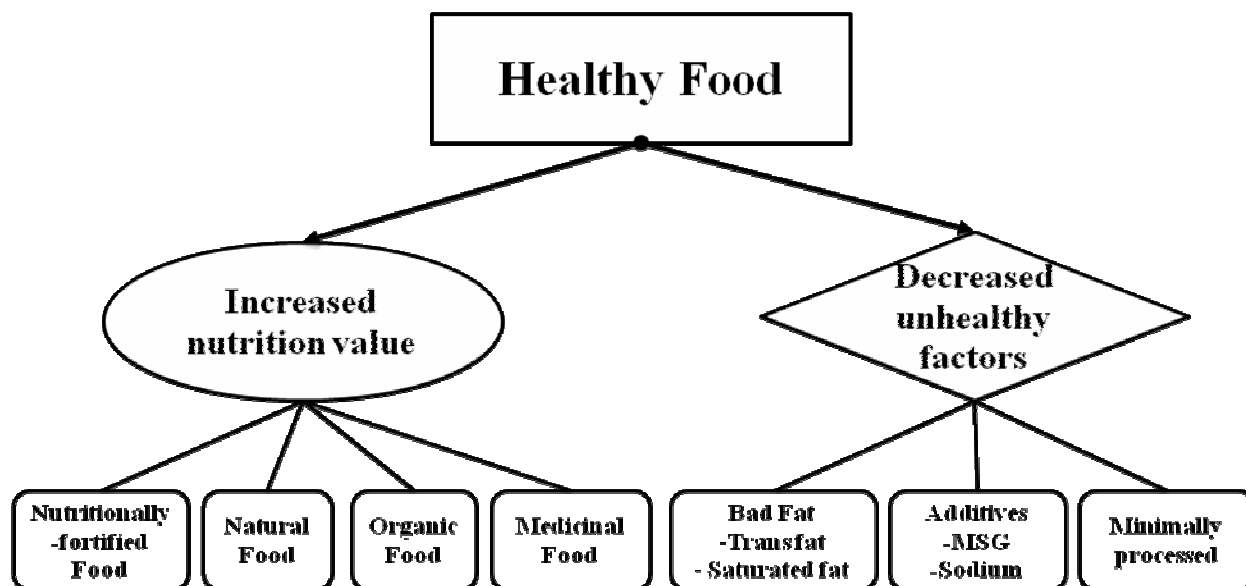 Healthy Food
Increased
nutrition value
Decreased
unhealthy
factors
Nutritionally
-fortified
Food
Natural
Food
Organic
Food
Medicinal
Food
Bad Fat
-Transfat
- Saturated fat
Additives
-MSG
-Sodium
Minimally
processed